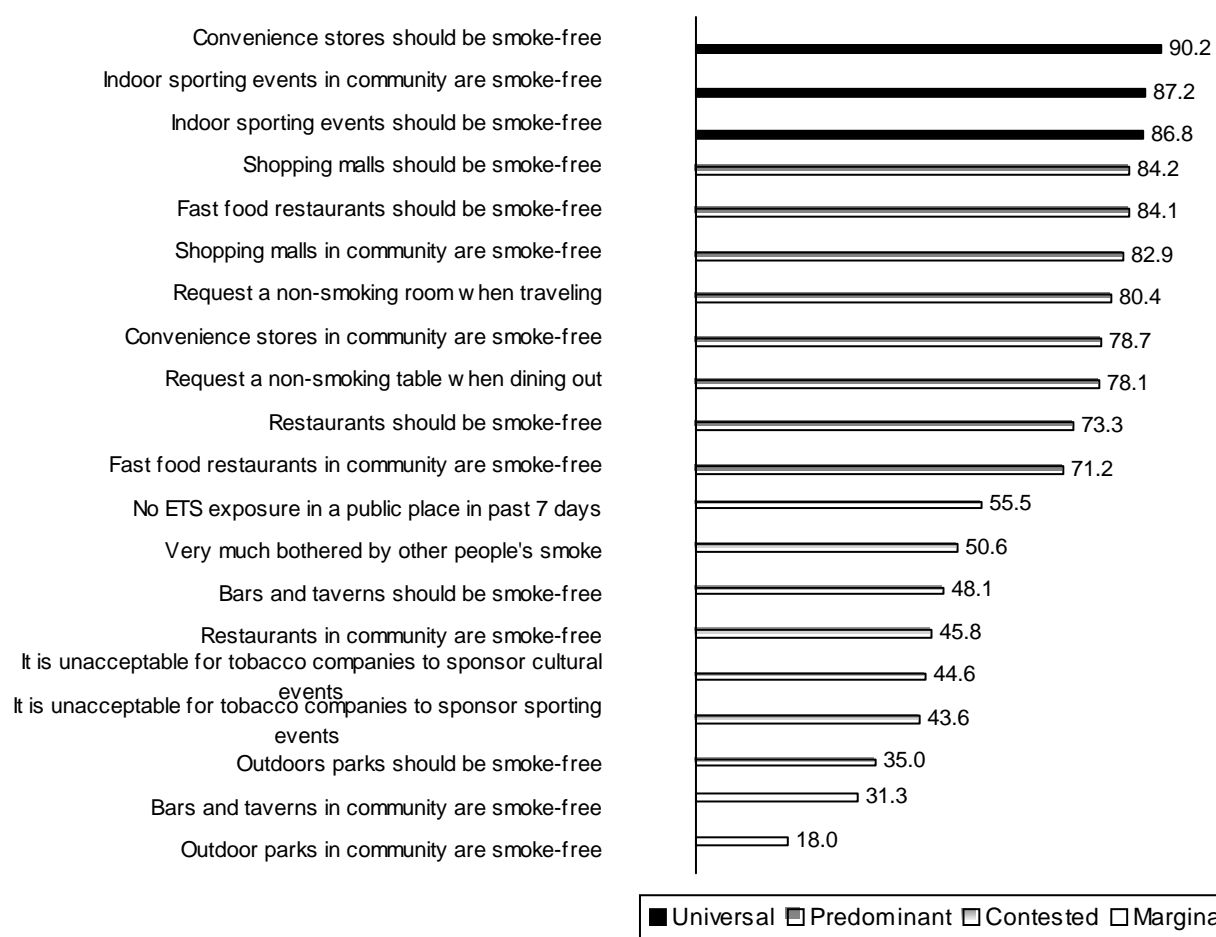 Convenience stores should be smoke-free 90.2
Indoor sporting events in community are smoke-free 87.2
Indoor sporting events should be smoke-free 86.8
Shopping malls should be smoke-free 84.2
Fast food restaurants should be smoke-free 84.1
Shopping malls in community are smoke-free 82.9
Request a non-smoking room when traveling 80.4
Convenience stores in community are smoke-free 78.7
Request a non-smoking table when dining out 78.1
Restaurants should be smoke-free 73.3
Fast food restaurants in community are smoke-free 71.2
No ETS exposure in a public place in past 7 days 55.5
Very much bothered by other people's smoke 50.6
Bars and taverns should be smoke-free 48.1
Restaurants in community are smoke-free 45.8
It is unacceptable for tobacco companies to sponsor cultural 44.6
events
It is unacceptable for tobacco companies to sponsor sporting 43.6
events
Outdoors parks should be smoke-free 35.0
Bars and taverns in community are smoke-free 31.3
Outdoor parks in community are smoke-free 18.0
Universal Predominant Contested Margina